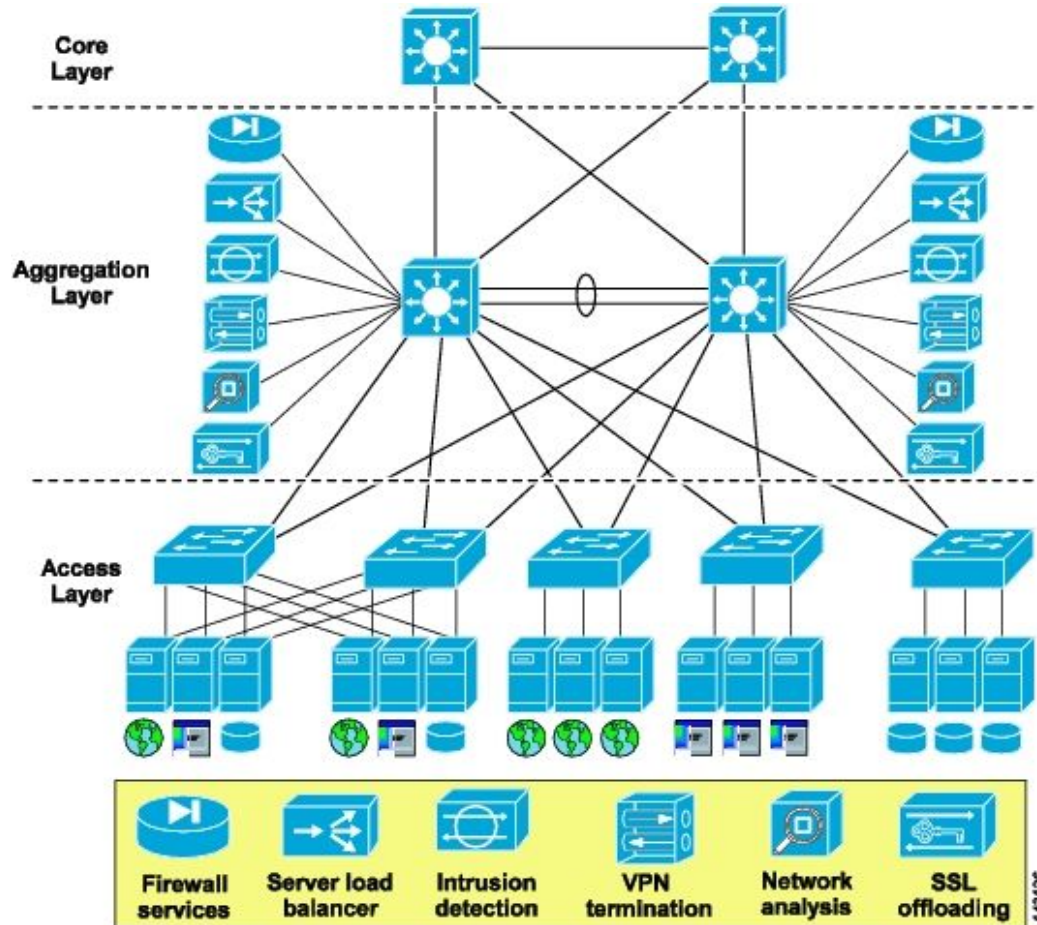 Core
Layer
Aggregation
Layer
Access
Layer
Firewall
services
Server load
balancer
Intrusion
detection
VPN
termination
Network
analysis
SSL
offloading